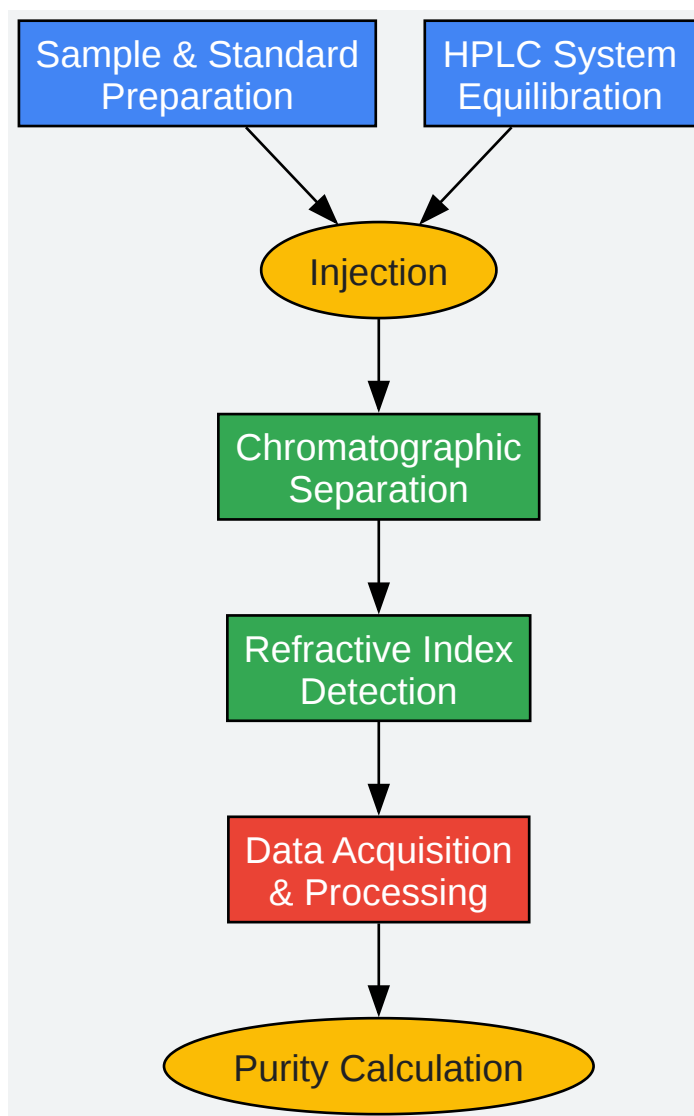 Sample & Standard
Preparation
HPLC System
Equilibration
Injection
Chromatographic
Separation
Refractive Index
Detection
Data Acquisition
& Processing
Purity Calculation